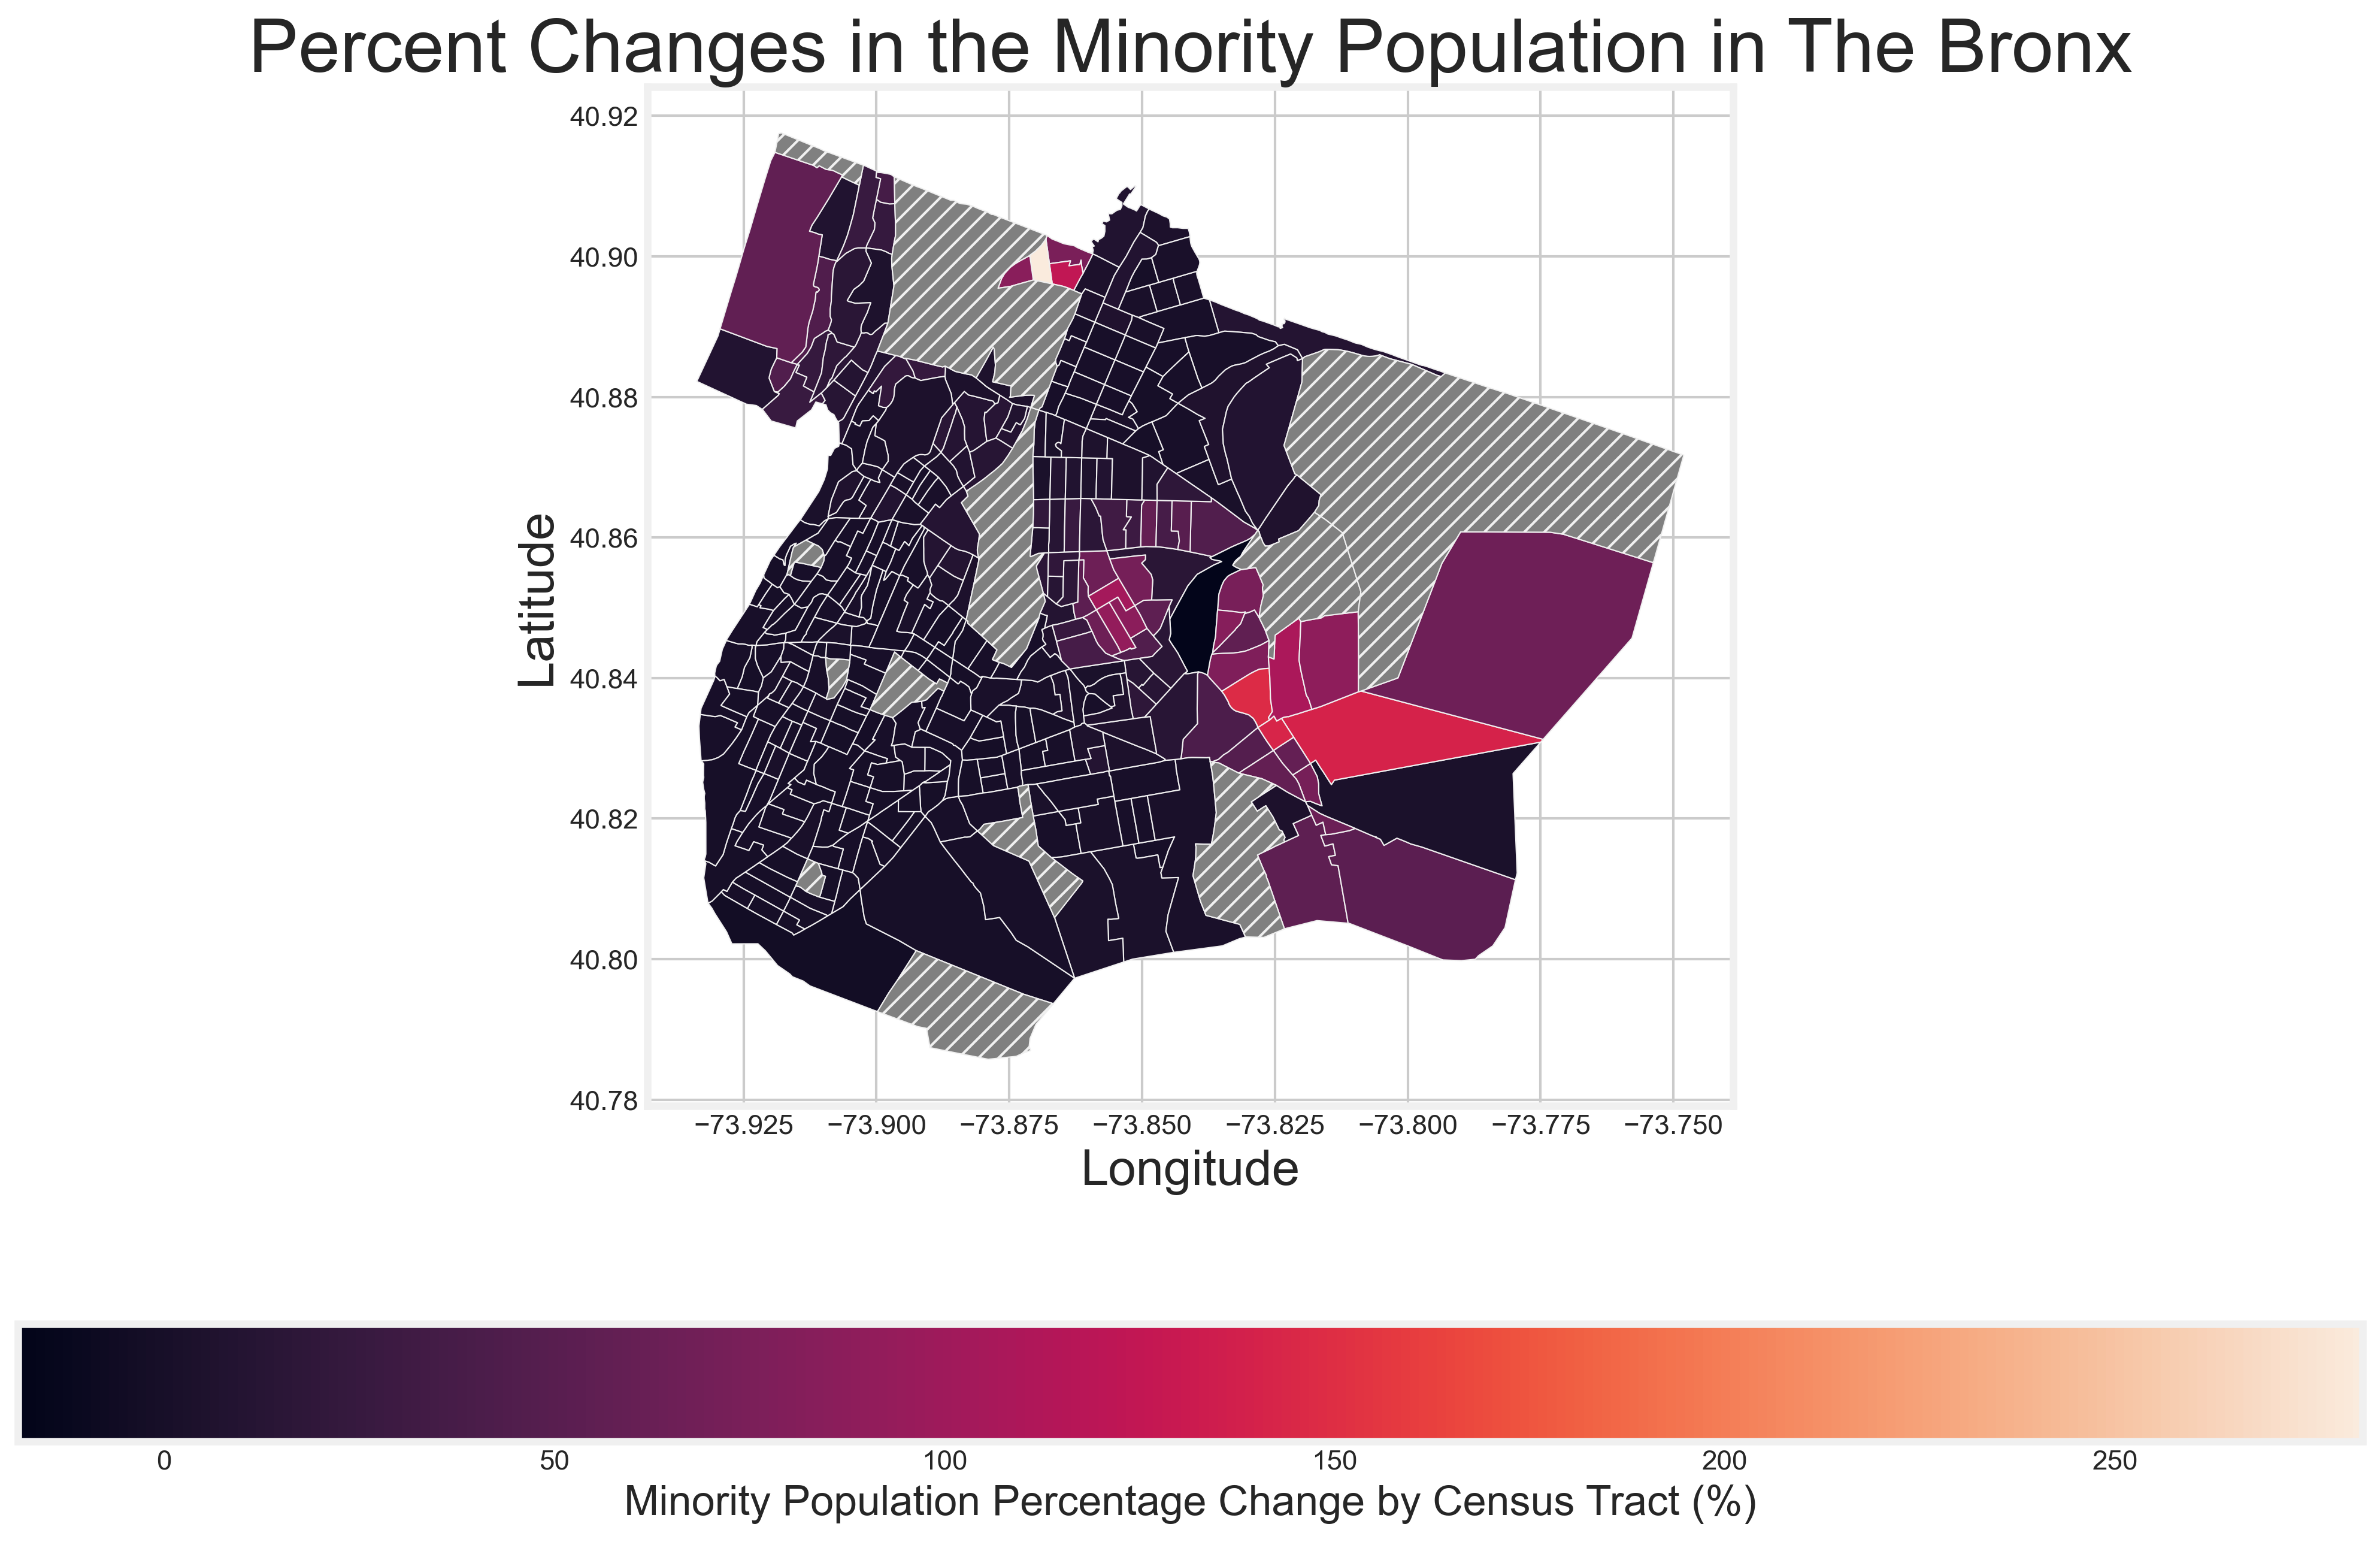 Percent Changes in the Minority Population in The Bronx
40.92
40.90
40.88
40.86
40.84
40.82
40.80
40.78
Latitude
−73.925 −73.900 −73.875 −73.850 −73.825 −73.800 −73.775 −73.750
Longitude
0 50 100 150 200 250
Minority Population Percentage Change by Census Tract (%)